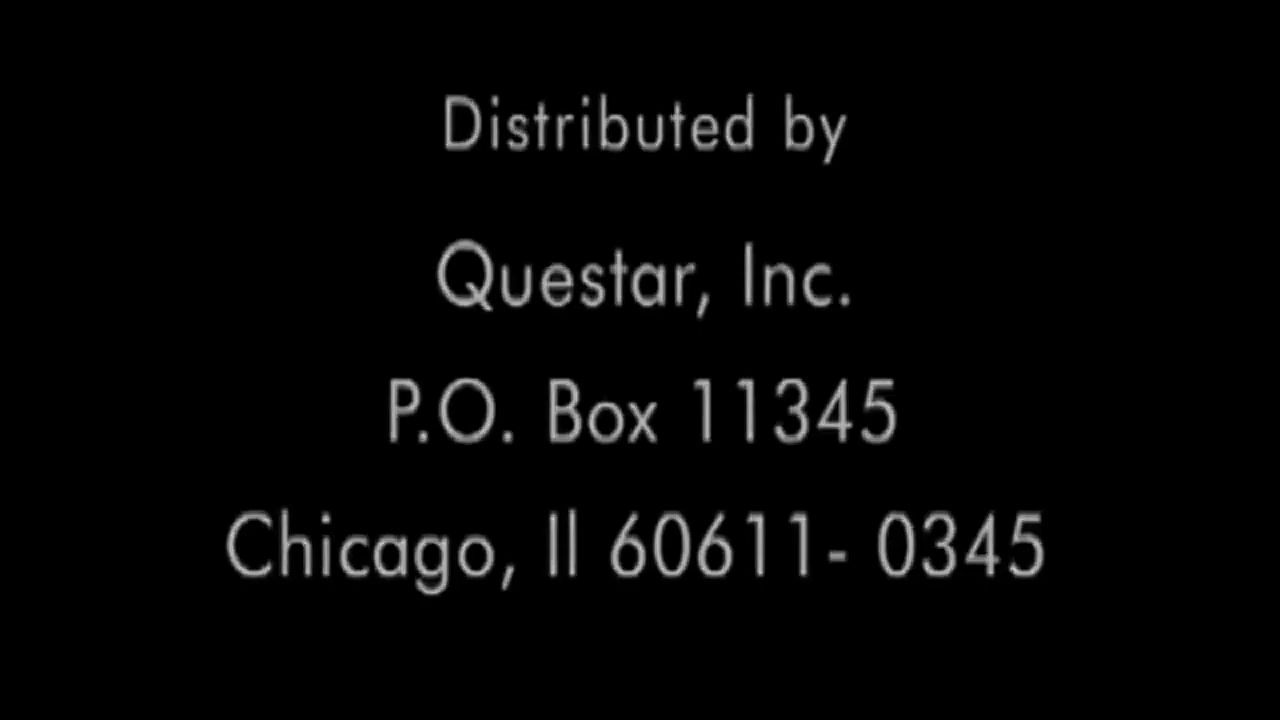 Distributed by
Questar, Inc.
P.O. Box 11345
Chicago, Il 60611- 0345